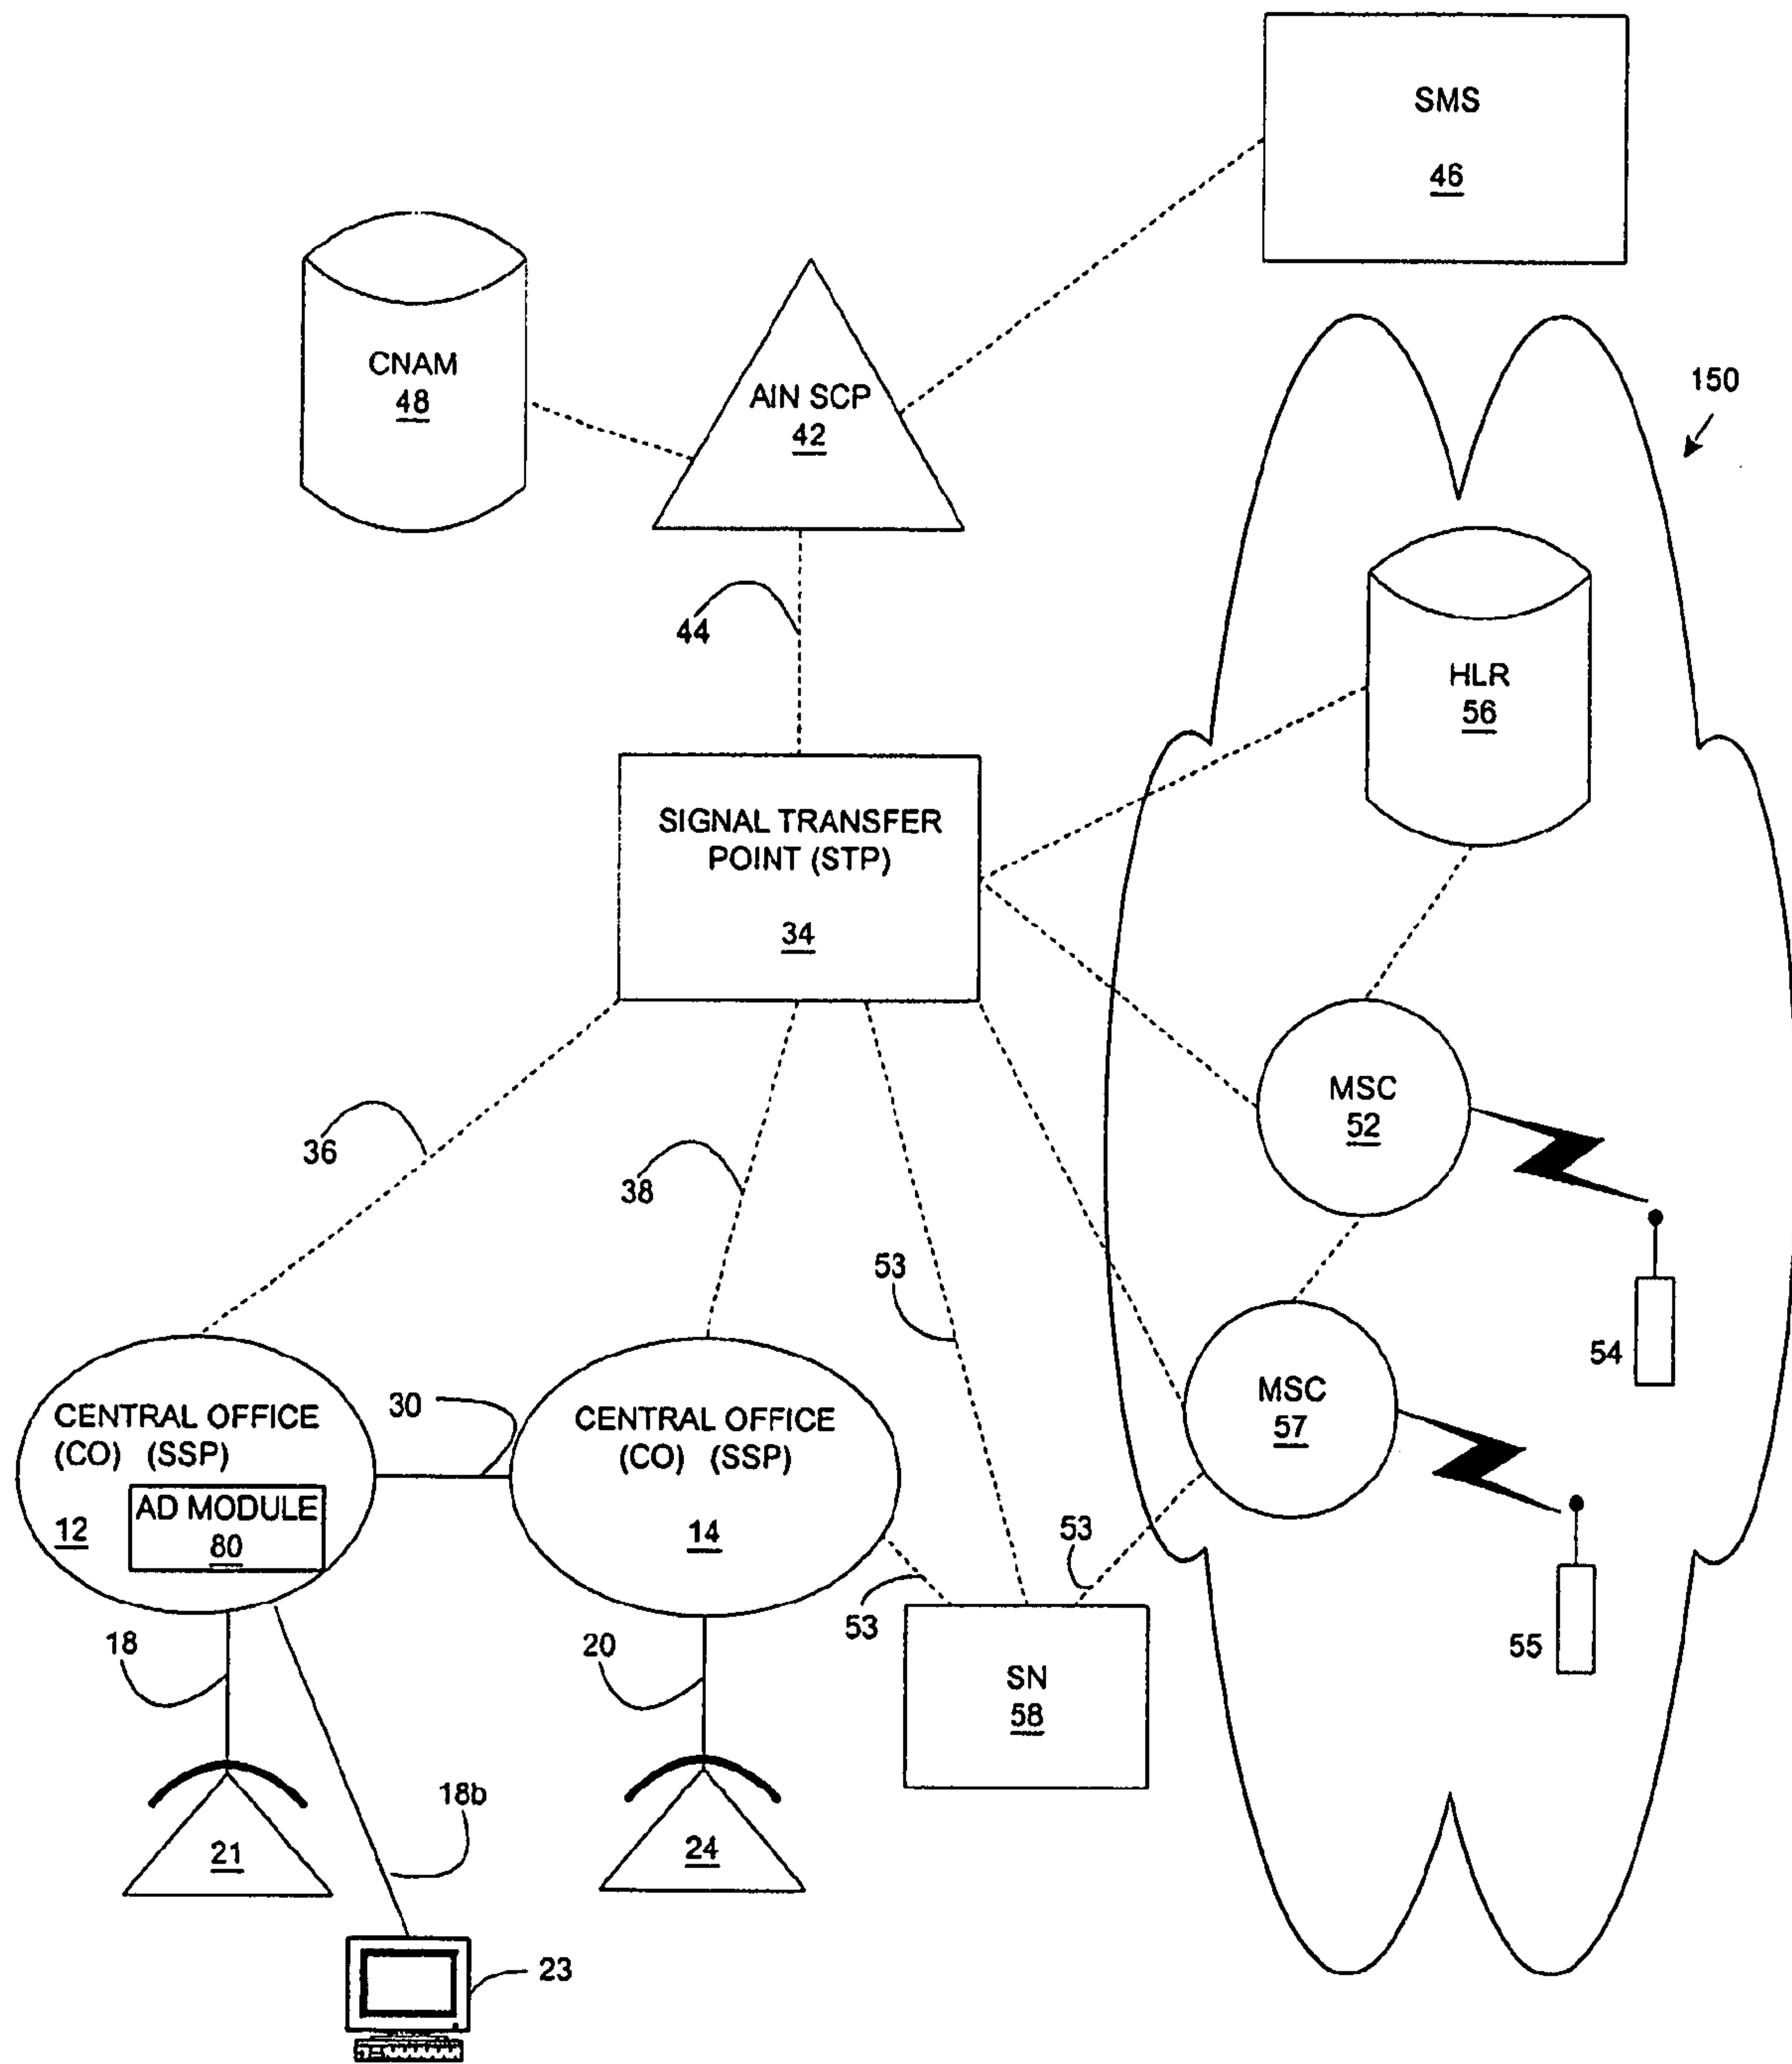 SMS
46
CNAM
48
AIN SCP
42
150
44
HLR
56
SIGNAL TRANSFER
POINT (STP)
34
MSC
52
36
38
53
54
30
CENTRAL OFFICE
(CO) (SSP)
AD MODULE
12
80
CENTRAL OFFICE
(CO) (SSP)
14
MSC
57
53
53
18
20
55
SN
58
18b
21
24
23